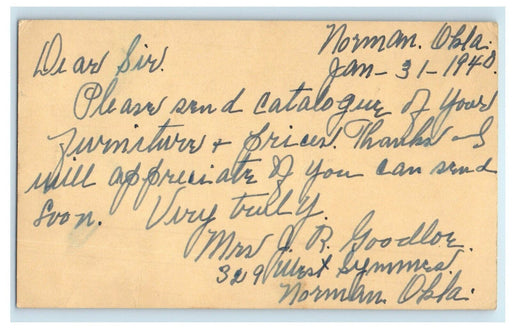 Norman. Okla.
Dear Sir.
Jan-31-1940.
Please send catalogue of your
furniture + prices. Thanks - I
will appreciate if you can send
soon. Very truly.
Mrs J. R. Goodloe.
329 West Symmes.
Norman. Okla.